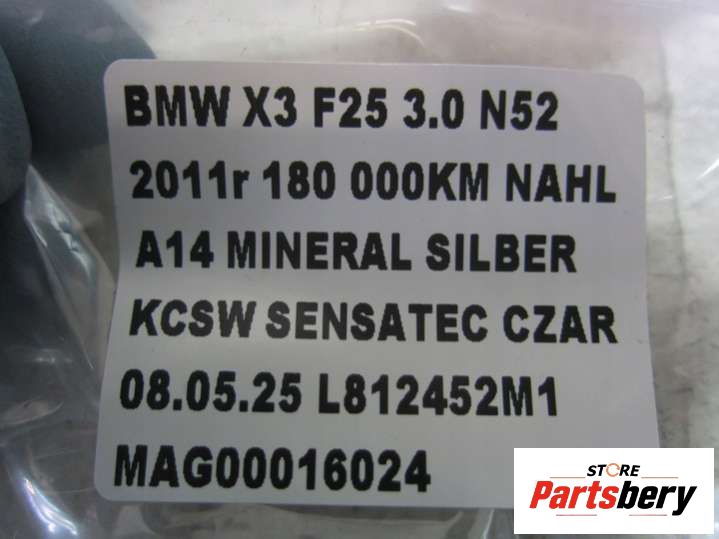 BMW X3 F25 3.0 N52
2011r 180 000KM NAHL
A14 MINERAL SILBER
KCSW SENSATEC CZAR
08.05.25 L812452M1
MAG00016024
STORE
Partsbery